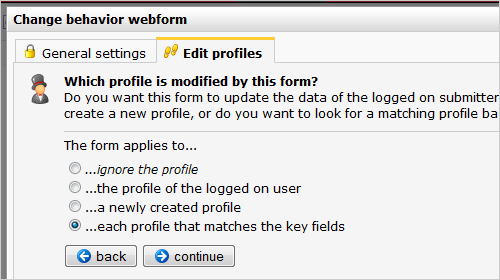 Change behavior webform
General settings
Edit profiles
Which profile is modified by this form?
Do you want this form to update the data of the logged on submitter
create a new profile, or do you want to look for a matching profile ba
The form applies to...
...ignore the profile
...the profile of the logged on user
...a newly created profile
...each profile that matches the key fields
back
continue